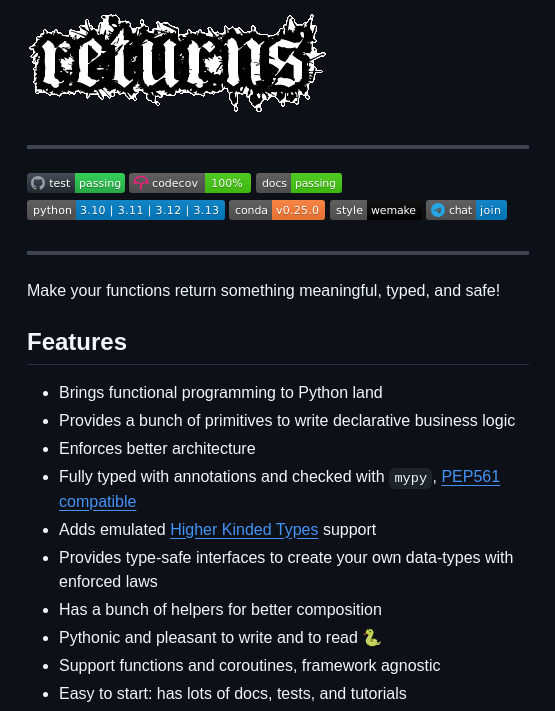 returns
test passing codecov 100% docs passing
python 3.10 | 3.11 | 3.12 | 3.13 conda v0.25.0 style wemake chat join
Make your functions return something meaningful, typed, and safe!
Features
• Brings functional programming to Python land
• Provides a bunch of primitives to write declarative business logic
• Enforces better architecture
• Fully typed with annotations and checked with mypy, PEP561
compatible
• Adds emulated Higher Kinded Types support
• Provides type-safe interfaces to create your own data-types with
enforced laws
• Has a bunch of helpers for better composition
• Pythonic and pleasant to write and to read 🐍
• Support functions and coroutines, framework agnostic
• Easy to start: has lots of docs, tests, and tutorials